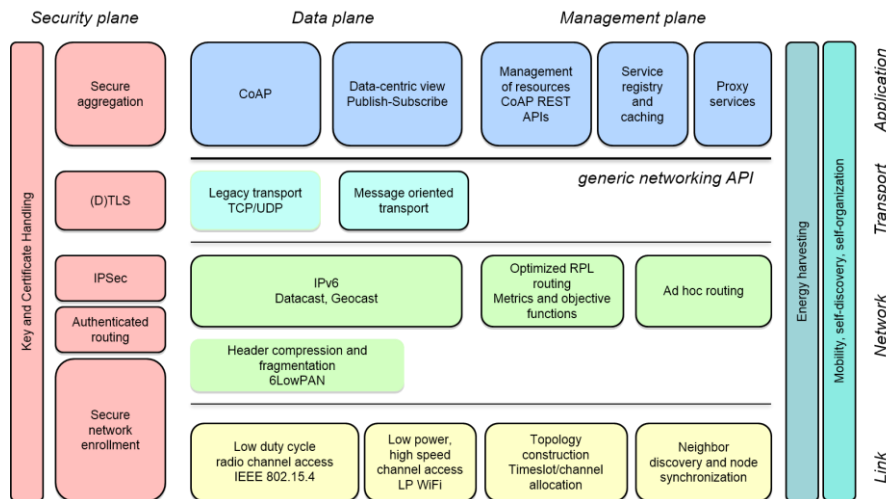 Security plane
Data plane
Management plane
Key and Certificate Handling
Secure
aggregation
CoAP
Data-centric view
Publish-Subscribe
Management
of resources
CoAP REST
APIs
Service
registry
and
caching
Proxy
services
Application
generic networking API
(D)TLS
Legacy transport
TCP/UDP
Message oriented
transport
Transport
IPSec
Authenticated
routing
IPv6
Datacast, Geocast
Optimized RPL
routing
Metrics and objective
functions
Ad hoc routing
Header compression and
fragmentation
6LowPAN
Network
Secure
network
enrollment
Low duty cycle
radio channel access
IEEE 802.15.4
Low power,
high speed
channel access
LP WiFi
Topology
construction
Timeslot/channel
allocation
Neighbor
discovery and node
synchronization
Link
Energy harvesting
Mobility, self-discovery, self-organization